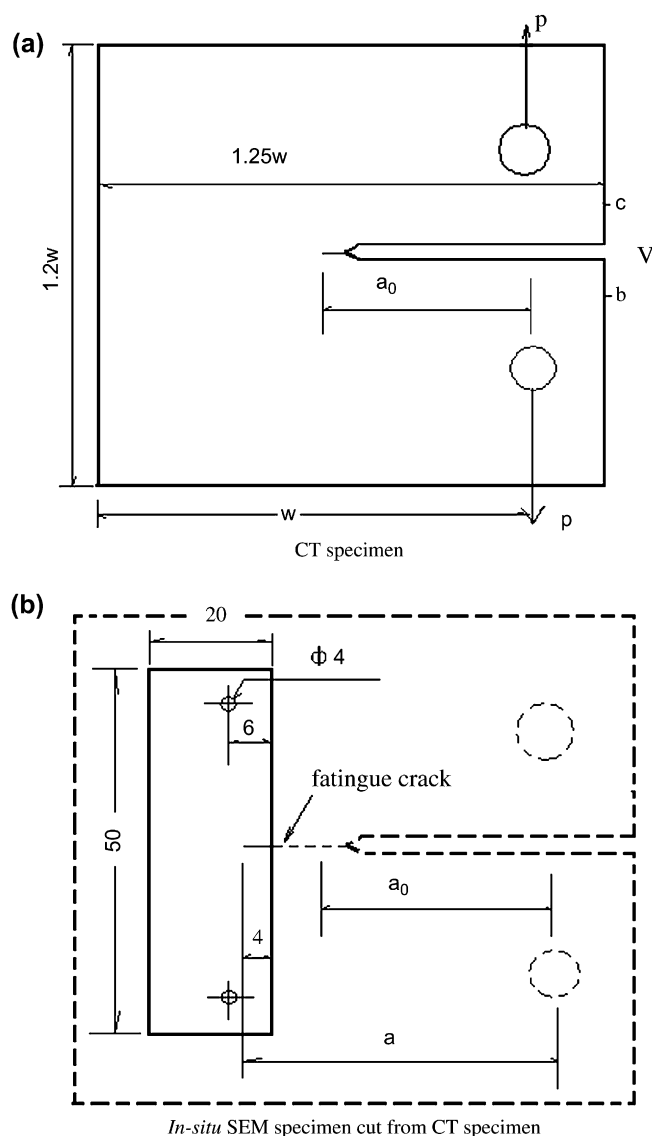 (a)
p
1.25w
c
V
1.2w
a0
b
w
p
CT specimen
(b)
20
ф 4
6
fatingue crack
50
a0
4
a
In-situ SEM specimen cut from CT specimen